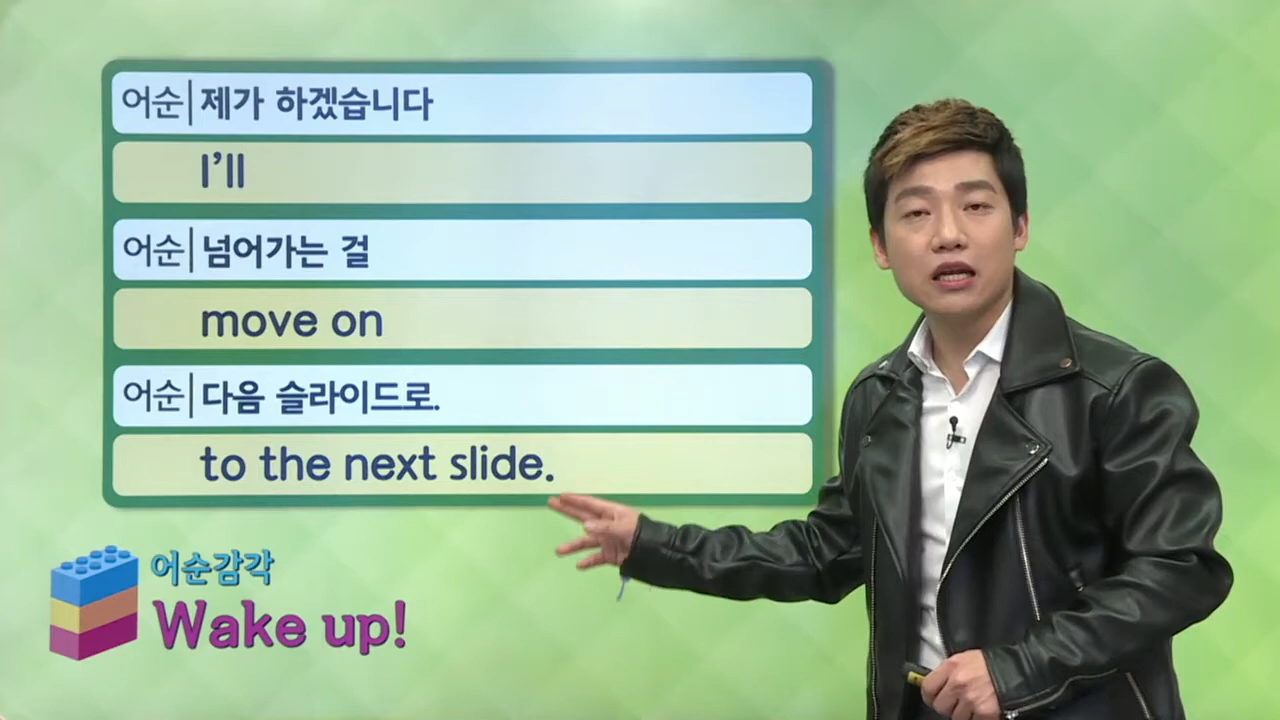 어순|제가 하겠습니다
I'll
어순|넘어가는 걸
move on
어순|다음 슬라이드로.
to the next slide.
어순감각
Wake up!